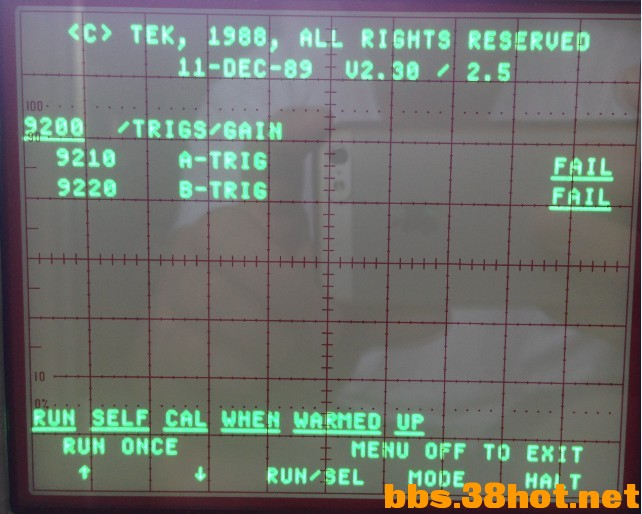 <C> TEK, 1988, ALL RIGHTS RESERVED
11-DEC-89 V2.30 / 2.5
100
9200 /TRIGS/GAIN
90
9210 A-TRIG FAIL
9220 B-TRIG FAIL
10
0%
RUN SELF CAL WHEN WARMED UP
RUN ONCE MENU OFF TO EXIT
↑ ↓ RUN/SEL MODE HALT
bbs.38hot.net